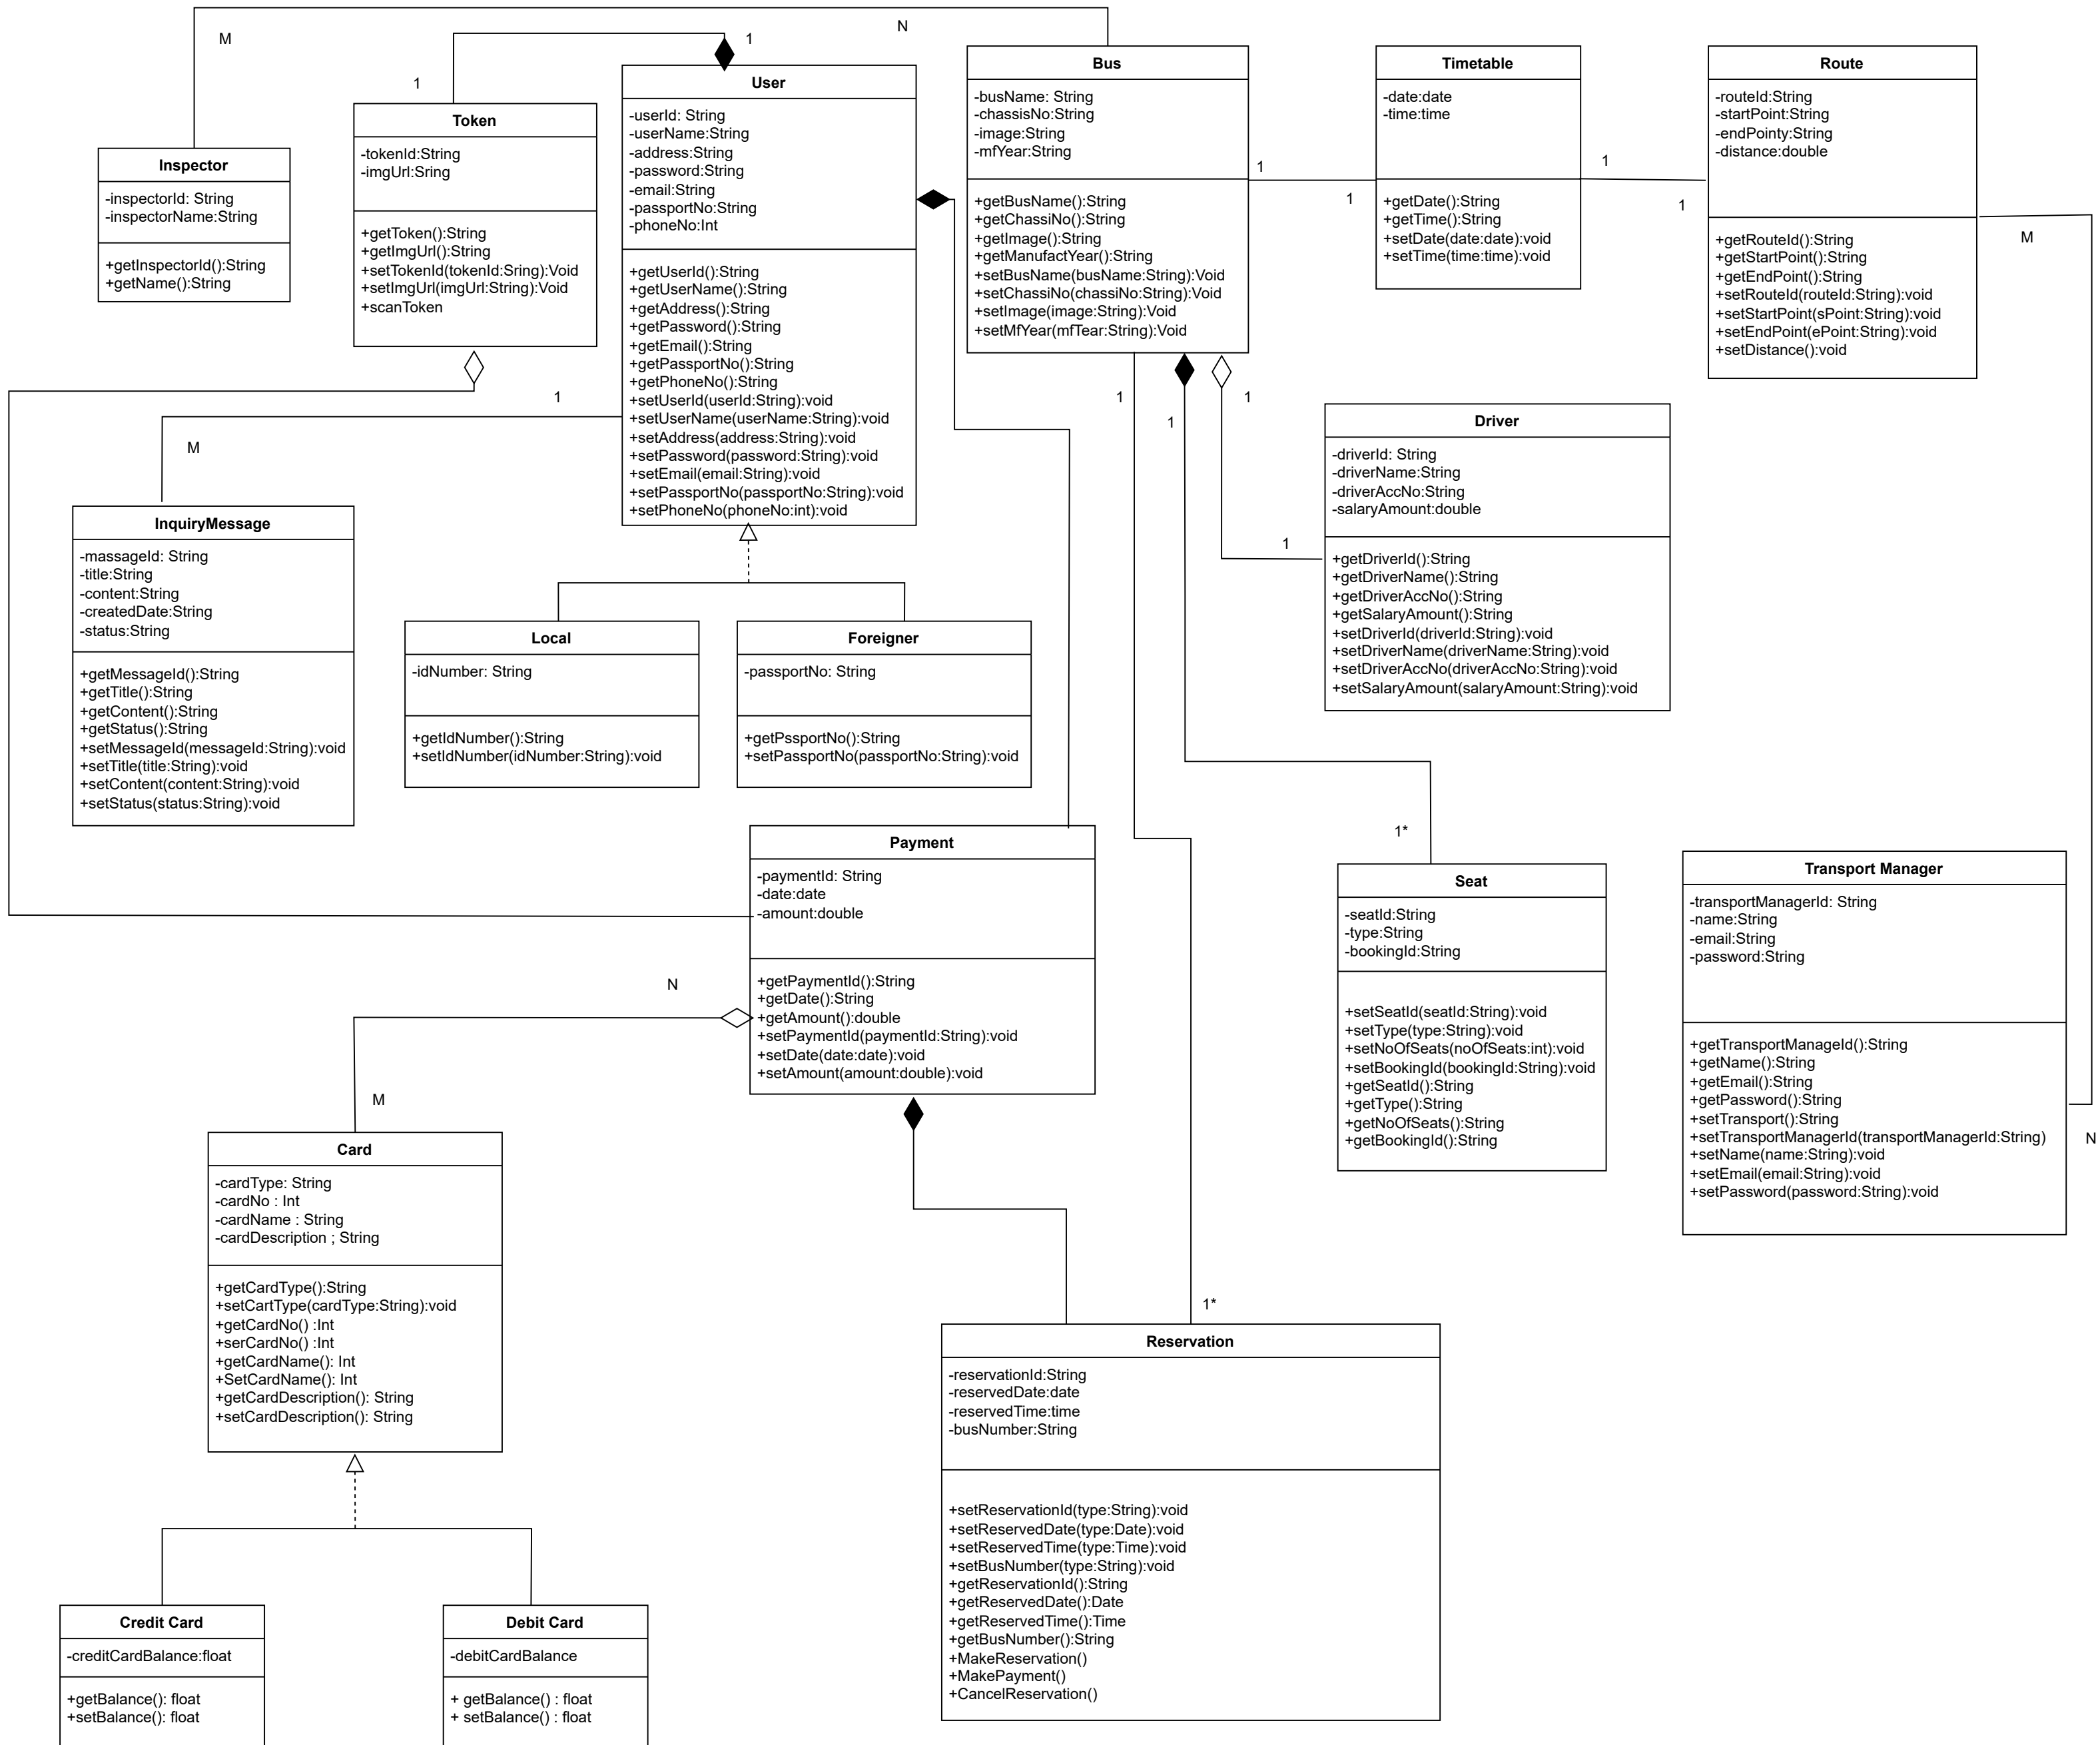 M
N
1
1
Inspector
-inspectorId: String
-inspectorName:String
+getInspectorId():String
+getName():String
Token
-tokenId:String
-imgUrl:Sring
+getToken():String
+getImgUrl():String
+setTokenId(tokenId:Sring):Void
+setImgUrl(imgUrl:String):Void
+scanToken
User
-userId: String
-userName:String
-address:String
-password:String
-email:String
-passportNo:String
-phoneNo:Int
+getUserId():String
+getUserName():String
+getAddress():String
+getPassword():String
+getEmail():String
+getPassportNo():String
+getPhoneNo():String
+setUserId(userId:String):void
+setUserName(userName:String):void
+setAddress(address:String):void
+setPassword(password:String):void
+setEmail(email:String):void
+setPassportNo(passportNo:String):void
+setPhoneNo(phoneNo:int):void
Bus
-busName: String
-chassisNo:String
-image:String
-mfYear:String
+getBusName():String
+getChassiNo():String
+getImage():String
+getManufactYear():String
+setBusName(busName:String):Void
+setChassiNo(chassiNo:String):Void
+setImage(image:String):Void
+setMfYear(mfTear:String):Void
1
1
Timetable
-date:date
-time:time
+getDate():String
+getTime():String
+setDate(date:date):void
+setTime(time:time):void
1
1
Route
-routeId:String
-startPoint:String
-endPointy:String
-distance:double
+getRouteId():String
+getStartPoint():String
+getEndPoint():String
+setRouteId(routeId:String):void
+setStartPoint(sPoint:String):void
+setEndPoint(ePoint:String):void
+setDistance():void
M
1
M
1
1
1
1
Driver
-driverId: String
-driverName:String
-driverAccNo:String
-salaryAmount:double
+getDriverId():String
+getDriverName():String
+getDriverAccNo():String
+getSalaryAmount():String
+setDriverId(driverId:String):void
+setDriverName(driverName:String):void
+setDriverAccNo(driverAccNo:String):void
+setSalaryAmount(salaryAmount:String):void
InquiryMessage
-massageId: String
-title:String
-content:String
-createdDate:String
-status:String
+getMessageId():String
+getTitle():String
+getContent():String
+getStatus():String
+setMessageId(messageId:String):void
+setTitle(title:String):void
+setContent(content:String):void
+setStatus(status:String):void
Local
-idNumber: String
+getIdNumber():String
+setIdNumber(idNumber:String):void
Foreigner
-passportNo: String
+getPssportNo():String
+setPassportNo(passportNo:String):void
Payment
-paymentId: String
-date:date
-amount:double
+getPaymentId():String
+getDate():String
+getAmount():double
+setPaymentId(paymentId:String):void
+setDate(date:date):void
+setAmount(amount:double):void
1*
Seat
-seatId:String
-type:String
-bookingId:String
+setSeatId(seatId:String):void
+setType(type:String):void
+setNoOfSeats(noOfSeats:int):void
+setBookingId(bookingId:String):void
+getSeatId():String
+getType():String
+getNoOfSeats():String
+getBookingId():String
Transport Manager
-transportManagerId: String
-name:String
-email:String
-password:String
+getTransportManageId():String
+getName():String
+getEmail():String
+getPassword():String
+setTransport():String
+setTransportManagerId(transportManagerId:String)
+setName(name:String):void
+setEmail(email:String):void
+setPassword(password:String):void
N
N
M
Card
-cardType: String
-cardNo : Int
-cardName : String
-cardDescription ; String
+getCardType():String
+setCartType(cardType:String):void
+getCardNo() :Int
+serCardNo() :Int
+getCardName(): Int
+SetCardName(): Int
+getCardDescription(): String
+setCardDescription(): String
1*
Reservation
-reservationId:String
-reservedDate:date
-reservedTime:time
-busNumber:String
+setReservationId(type:String):void
+setReservedDate(type:Date):void
+setReservedTime(type:Time):void
+setBusNumber(type:String):void
+getReservationId():String
+getReservedDate():Date
+getReservedTime():Time
+getBusNumber():String
+MakeReservation()
+MakePayment()
+CancelReservation()
Credit Card
-creditCardBalance:float
+getBalance(): float
+setBalance(): float
Debit Card
-debitCardBalance
+ getBalance() : float
+ setBalance() : float